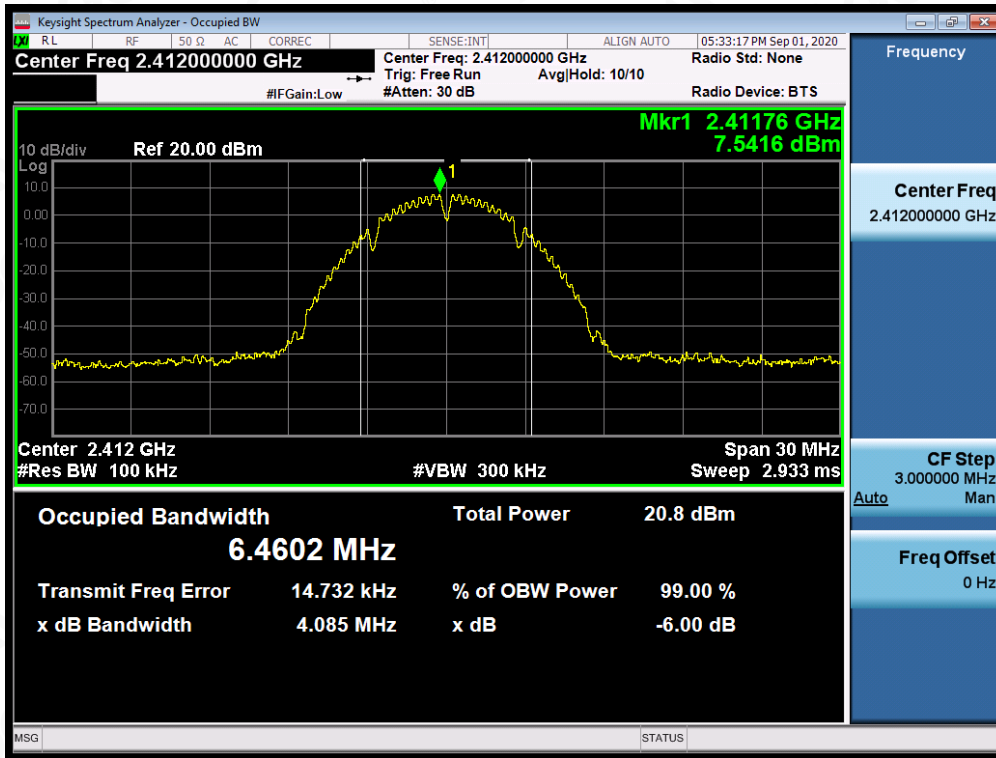 Keysight Spectrum Analyzer - Occupied BW
LXI RL RF 50 Ω AC CORREC SENSE:INT ALIGN AUTO 05:33:17 PM Sep 01, 2020
Center Freq 2.412000000 GHz
Center Freq: 2.412000000 GHz Radio Std: None
Trig: Free Run Avg|Hold: 10/10
#IFGain:Low #Atten: 30 dB Radio Device: BTS
Mkr1 2.41176 GHz
7.5416 dBm
10 dB/div Ref 20.00 dBm
Log
1
10.0
0.00
-10.0
-20.0
-30.0
-40.0
-50.0
-60.0
-70.0
Center 2.412 GHz Span 30 MHz
#Res BW 100 kHz #VBW 300 kHz Sweep 2.933 ms
Occupied Bandwidth Total Power 20.8 dBm
6.4602 MHz
Transmit Freq Error 14.732 kHz % of OBW Power 99.00 %
x dB Bandwidth 4.085 MHz x dB -6.00 dB
MSG STATUS
Frequency
Center Freq
2.412000000 GHz
CF Step
3.000000 MHz
Auto Man
Freq Offset
0 Hz